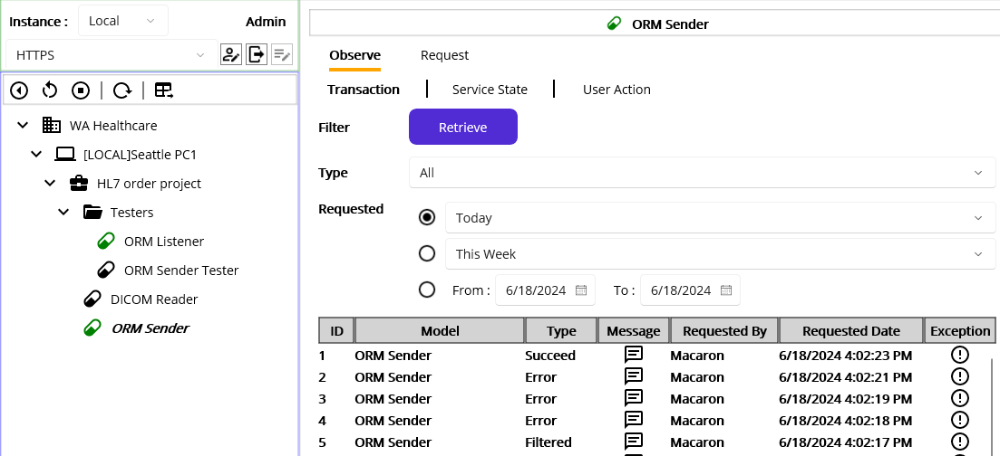 Instance : Local Admin
HTTPS
WA Healthcare
[LOCAL]Seattle PC1
HL7 order project
Testers
ORM Listener
ORM Sender Tester
DICOM Reader
ORM Sender
ORM Sender
Observe Request
Transaction Service State User Action
Filter Retrieve
Type All
Requested Today
This Week
From : 6/18/2024 To : 6/18/2024
ID Model Type Message Requested By Requested Date Exception
1 ORM Sender Succeed Macaron 6/18/2024 4:02:23 PM
2 ORM Sender Error Macaron 6/18/2024 4:02:21 PM
3 ORM Sender Error Macaron 6/18/2024 4:02:19 PM
4 ORM Sender Error Macaron 6/18/2024 4:02:18 PM
5 ORM Sender Filtered Macaron 6/18/2024 4:02:17 PM